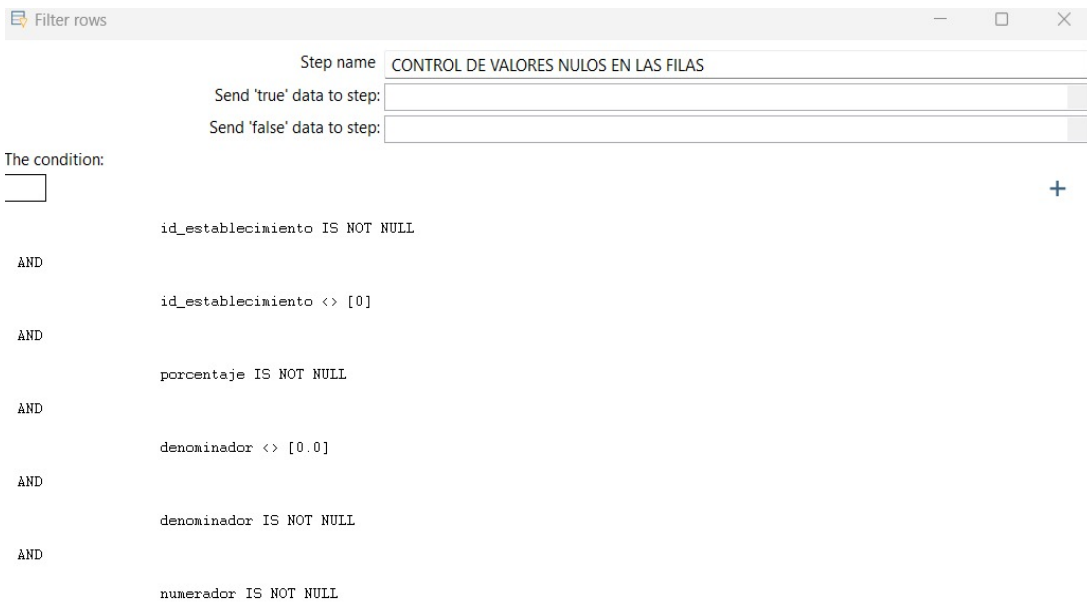 Filter rows
Step name CONTROL DE VALORES NULOS EN LAS FILAS
Send 'true' data to step:
Send 'false' data to step:
The condition:
id_establecimiento IS NOT NULL
AND
id_establecimiento <> [0]
AND
porcentaje IS NOT NULL
AND
denominador <> [0.0]
AND
denominador IS NOT NULL
AND
numerador IS NOT NULL